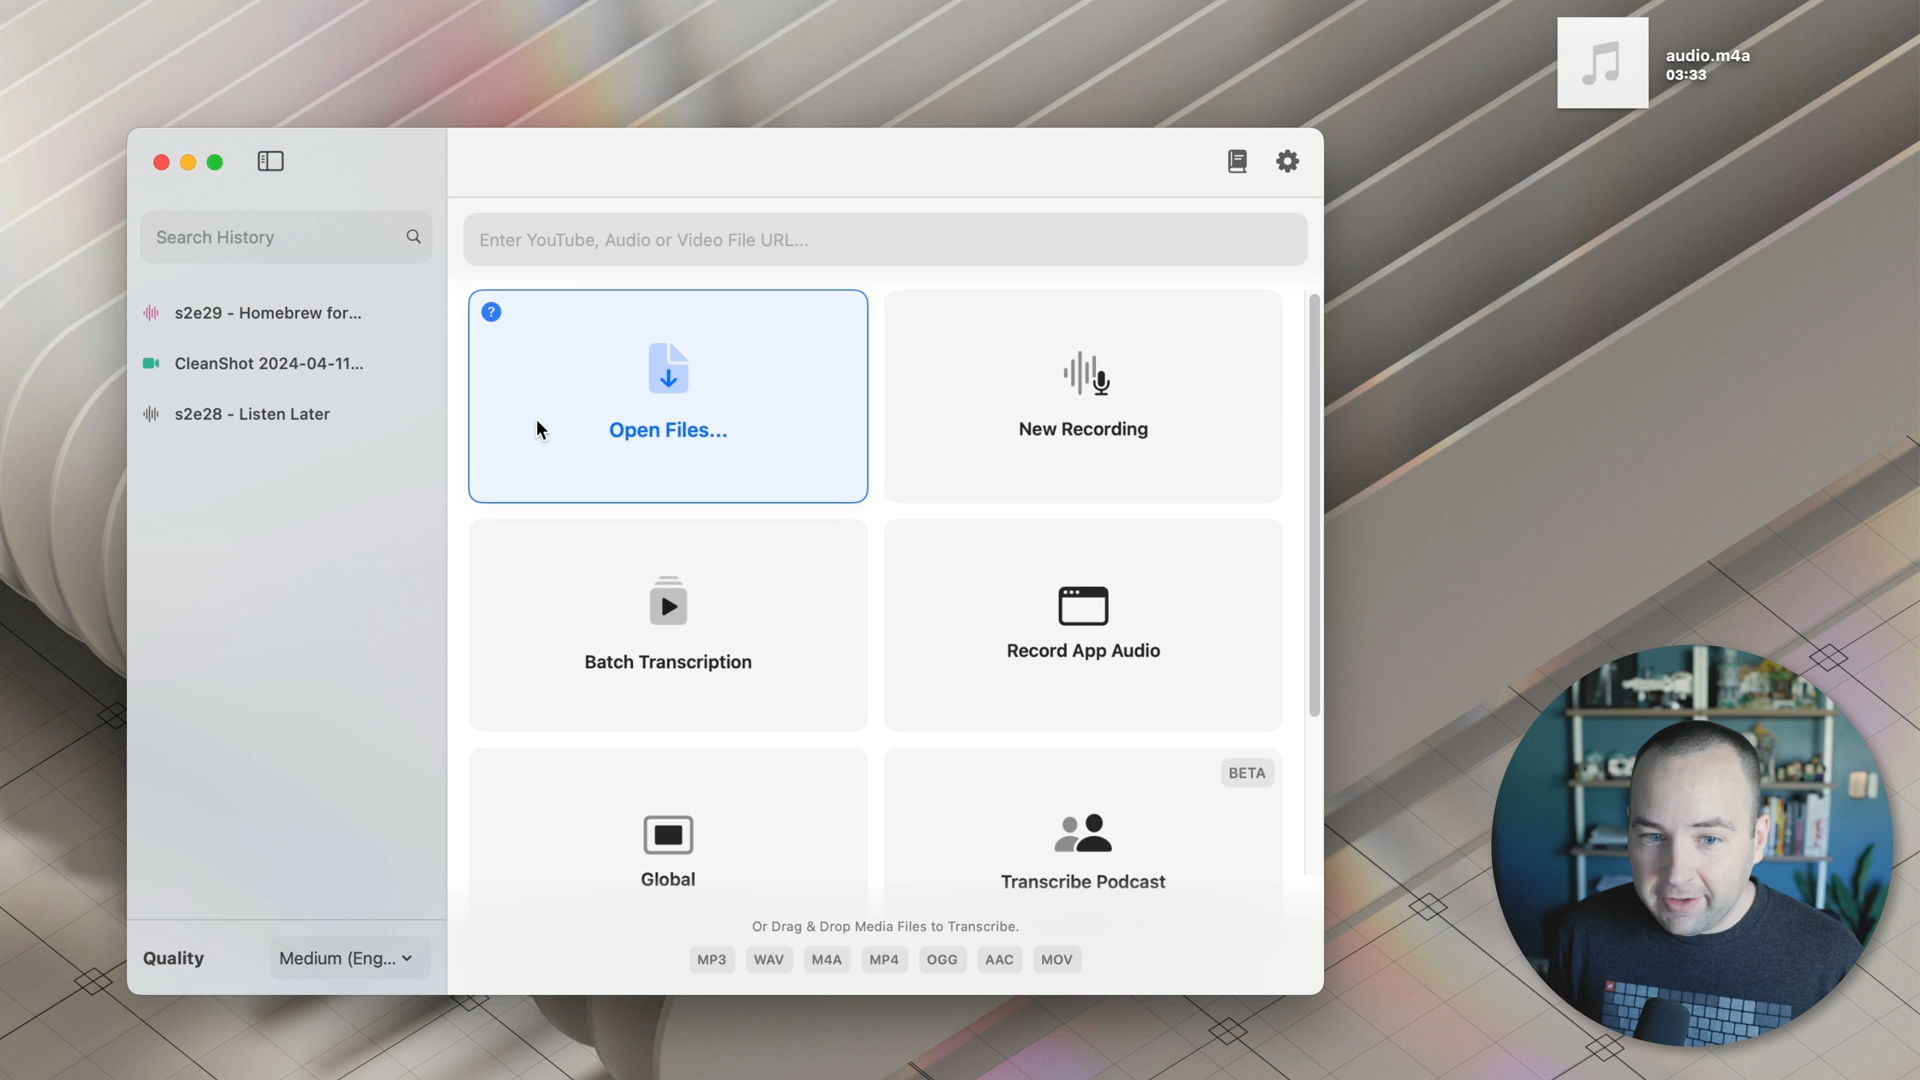 audio.m4a
03:33
Search History
Enter YouTube, Audio or Video File URL...
s2e29 - Homebrew for...
CleanShot 2024-04-11...
s2e28 - Listen Later
?
Open Files...
New Recording
Batch Transcription
Record App Audio
BETA
Global
Transcribe Podcast
Or Drag & Drop Media Files to Transcribe.
MP3 WAV M4A MP4 OGG AAC MOV
Quality
Medium (Eng...